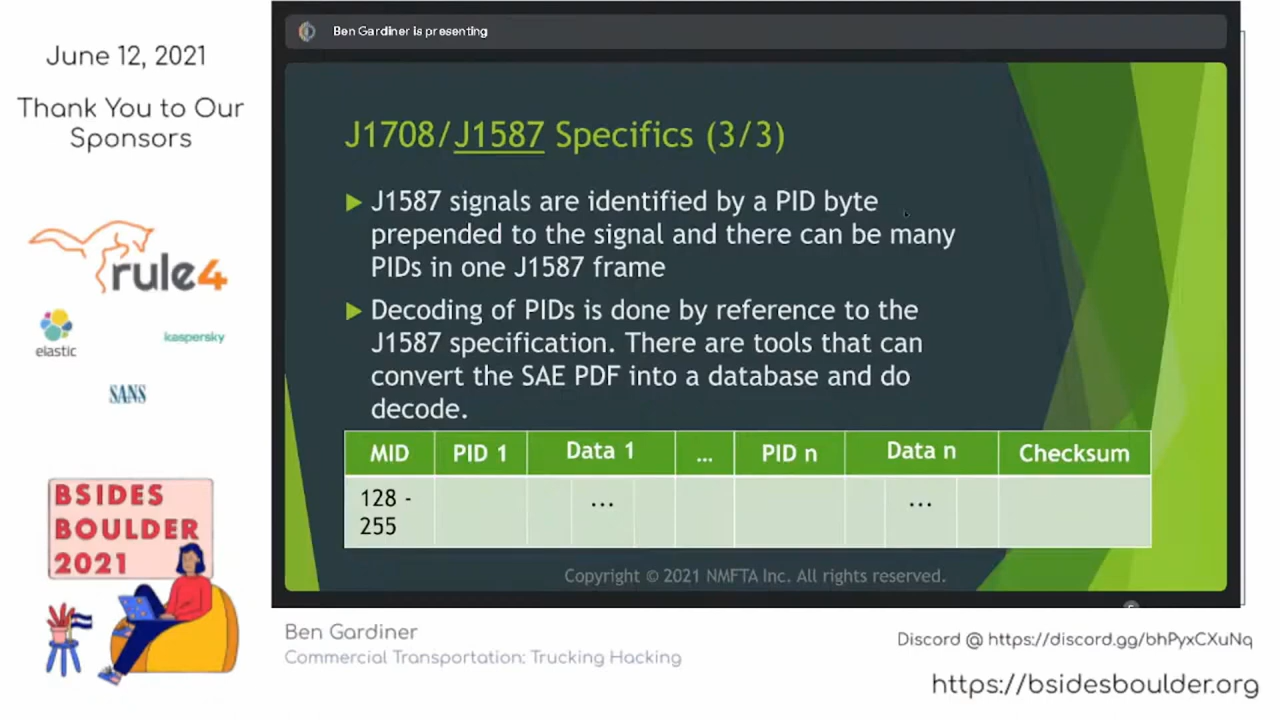 June 12, 2021
Thank You to Our
Sponsors
rule4
elastic
kaspersky
SANS
BSIDES
BOULDER
2021
Ben Gardiner is presenting
J1708/J1587 Specifics (3/3)
J1587 signals are identified by a PID byte
prepended to the signal and there can be many
PIDs in one J1587 frame
Decoding of PIDs is done by reference to the
J1587 specification. There are tools that can
convert the SAE PDF into a database and do
decode.
MID PID 1 Data 1 ... PID n Data n Checksum
128 - ... ...
255
Copyright © 2021 NMFTA Inc. All rights reserved.
Ben Gardiner
Commercial Transportation: Trucking Hacking
Discord @ https://discord.gg/bhPyxCXuNq
https://bsidesboulder.org